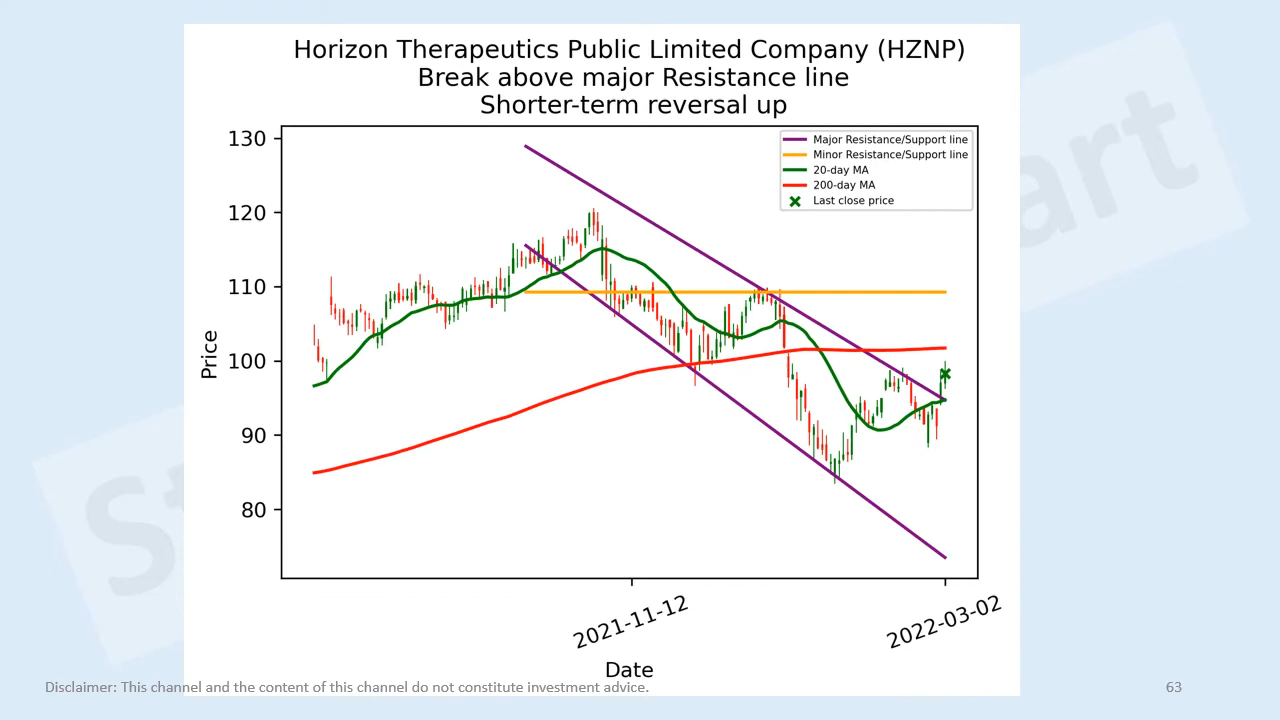 Horizon Therapeutics Public Limited Company (HZNP)
Break above major Resistance line
Shorter-term reversal up
Major Resistance/Support line
Minor Resistance/Support line
20-day MA
200-day MA
Last close price
130
120
110
100
90
80
Price
2021-11-12
2022-03-02
Date
Disclaimer: This channel and the content of this channel do not constitute investment advice.
63